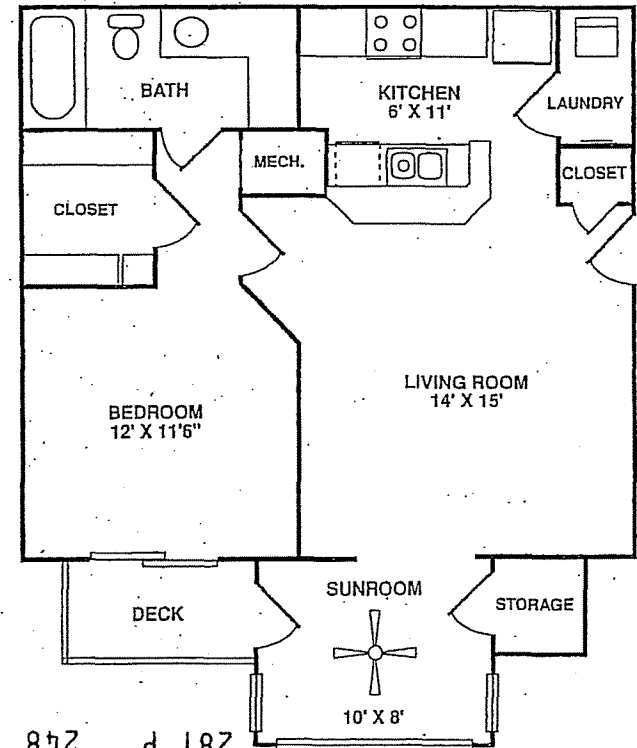 BATH
KITCHEN
6' X 11'
LAUNDRY
MECH.
CLOSET
CLOSET
LIVING ROOM
14' X 15'
BEDROOM
12' X 11'6"
SUNROOM
DECK
STORAGE
10' X 8'